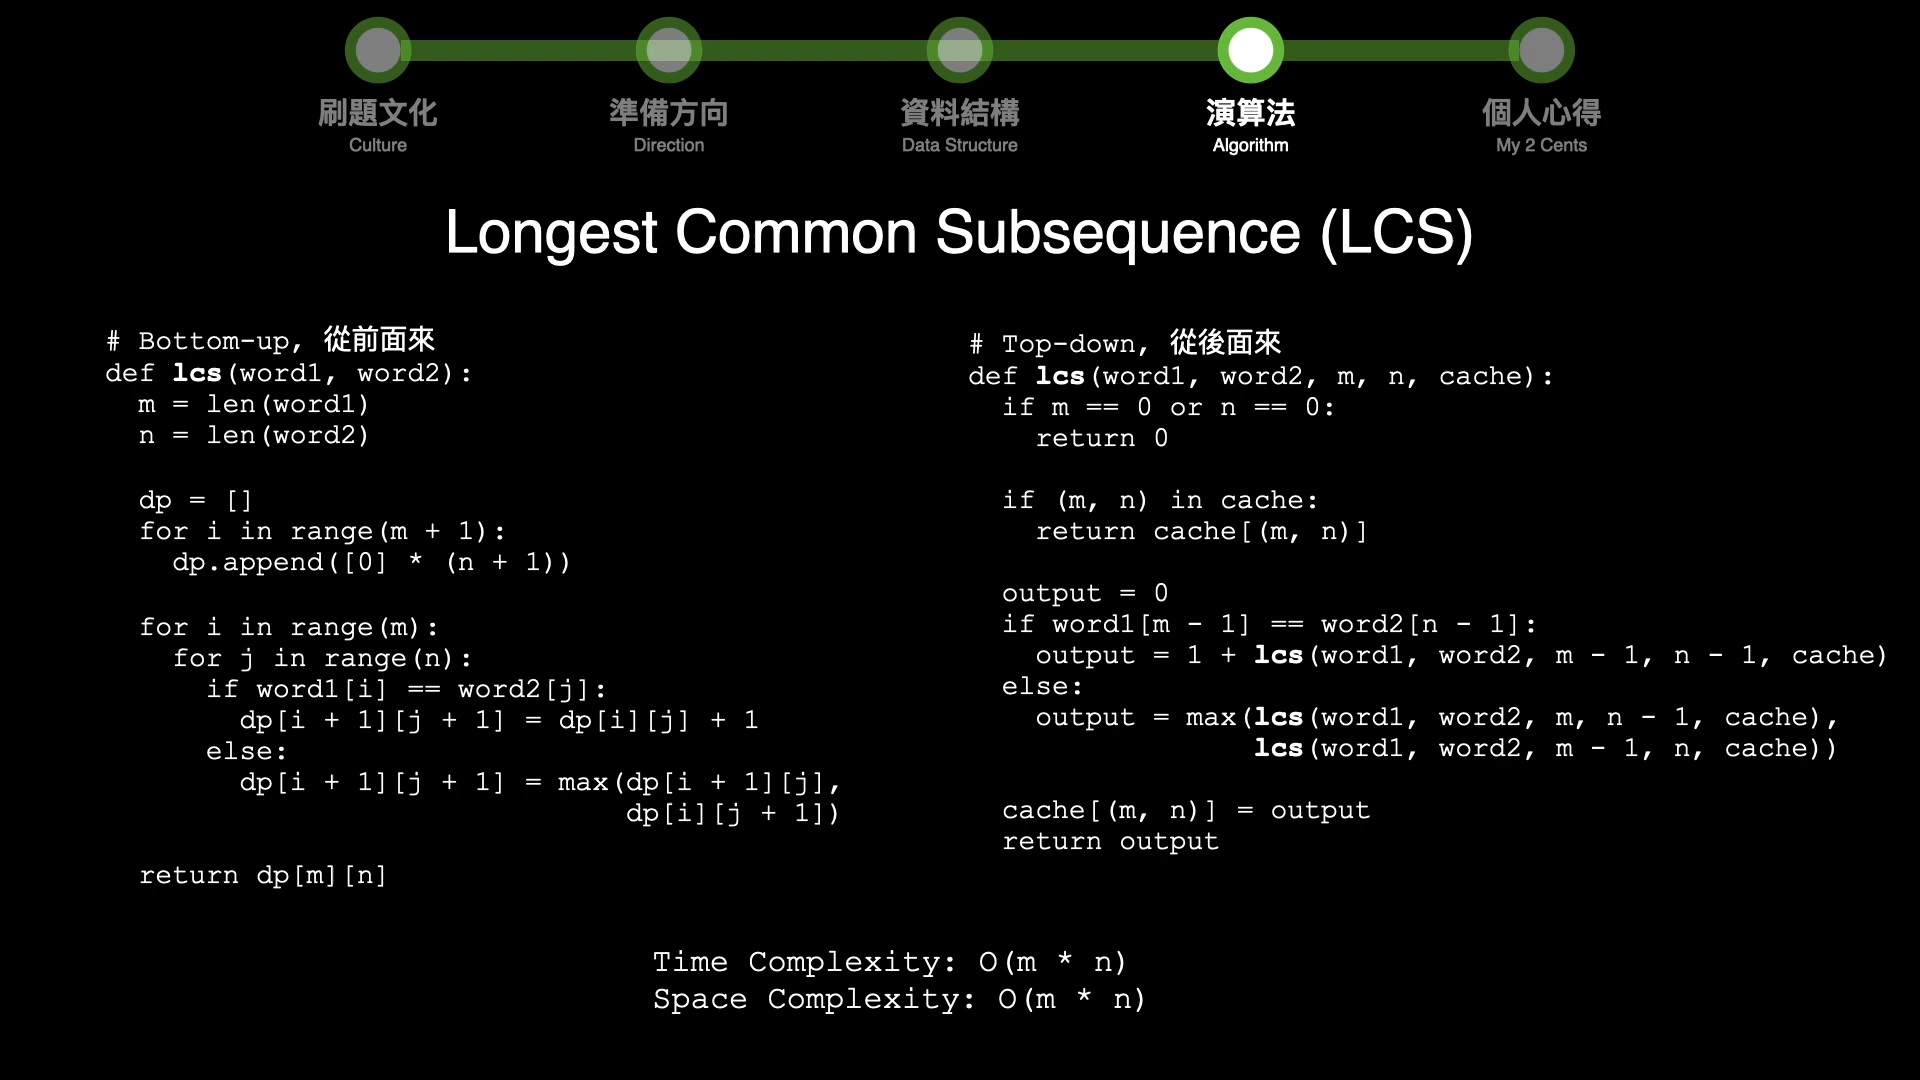 刷題文化
Culture
準備方向
Direction
資料結構
Data Structure
演算法
Algorithm
個人心得
My 2 Cents
Longest Common Subsequence (LCS)
# Bottom-up, 從前面來
def lcs(word1, word2):
  m = len(word1)
  n = len(word2)

  dp = []
  for i in range(m + 1):
    dp.append([0] * (n + 1))

  for i in range(m):
    for j in range(n):
      if word1[i] == word2[j]:
        dp[i + 1][j + 1] = dp[i][j] + 1
      else:
        dp[i + 1][j + 1] = max(dp[i + 1][j],
                               dp[i][j + 1])

  return dp[m][n]
# Top-down, 從後面來
def lcs(word1, word2, m, n, cache):
  if m == 0 or n == 0:
    return 0

  if (m, n) in cache:
    return cache[(m, n)]

  output = 0
  if word1[m - 1] == word2[n - 1]:
    output = 1 + lcs(word1, word2, m - 1, n - 1, cache)
  else:
    output = max(lcs(word1, word2, m, n - 1, cache),
                 lcs(word1, word2, m - 1, n, cache))

  cache[(m, n)] = output
  return output
Time Complexity: O(m * n)
Space Complexity: O(m * n)